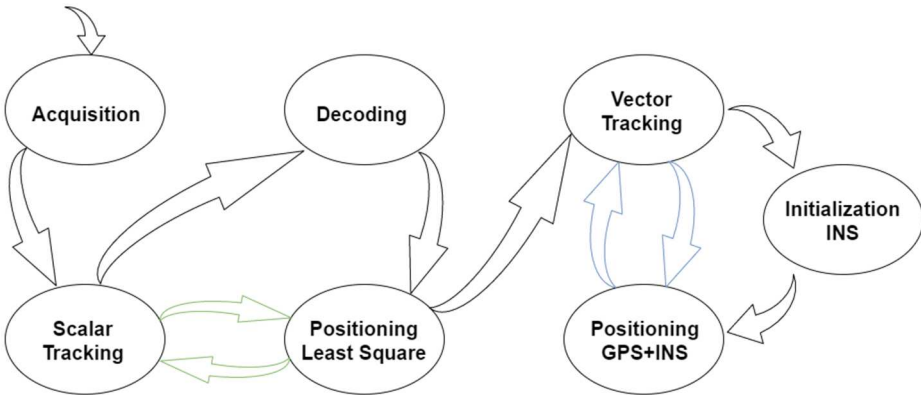 Acquisition
Decoding
Vector
Tracking
Initialization
INS
Scalar
Tracking
Positioning
Least Square
Positioning
GPS+INS